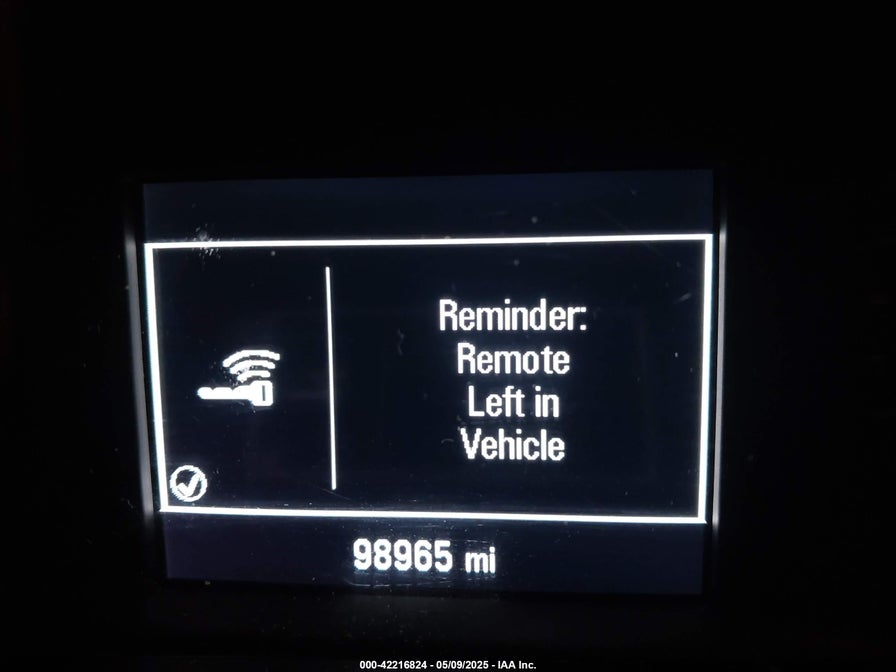 Reminder:
Remote
Left in
Vehicle
98965 mi
000-42216824 - 05/09/2025 - IAA Inc.